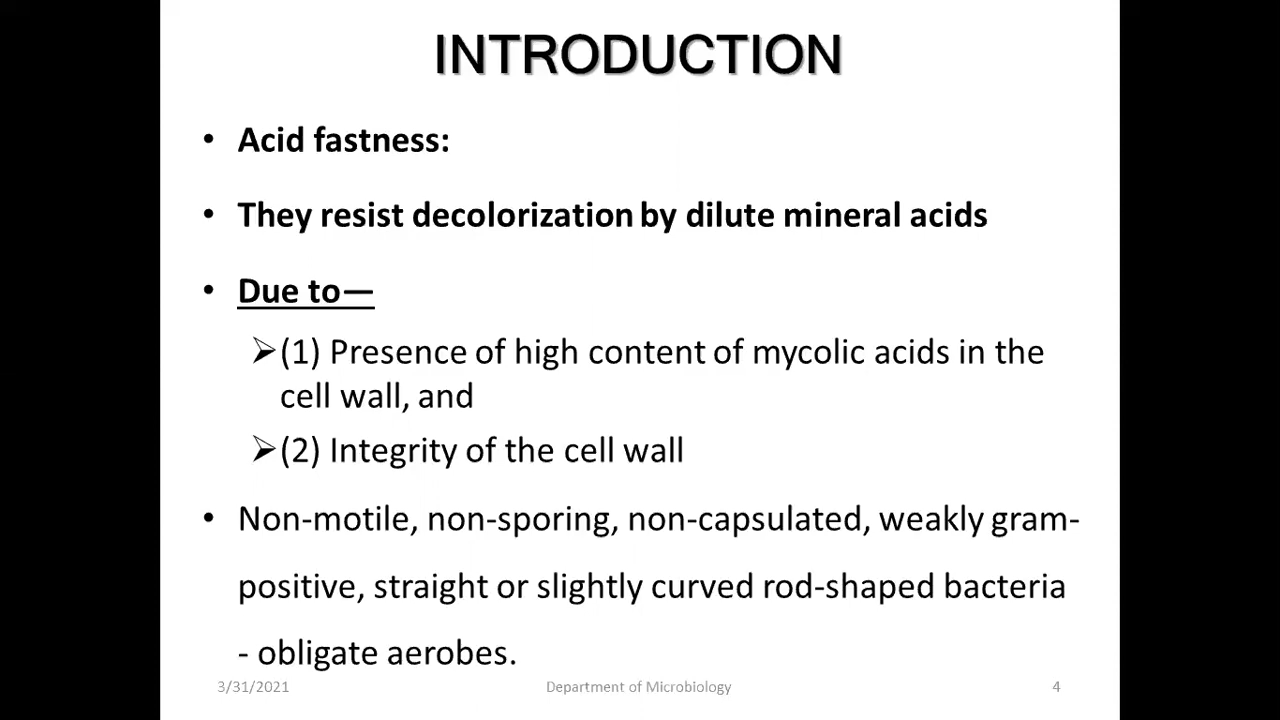 INTRODUCTION
• Acid fastness:
• They resist decolorization by dilute mineral acids
• Due to—
➢(1) Presence of high content of mycolic acids in the
cell wall, and
➢(2) Integrity of the cell wall
• Non-motile, non-sporing, non-capsulated, weakly gram-
positive, straight or slightly curved rod-shaped bacteria
- obligate aerobes.
3/31/2021 Department of Microbiology 4